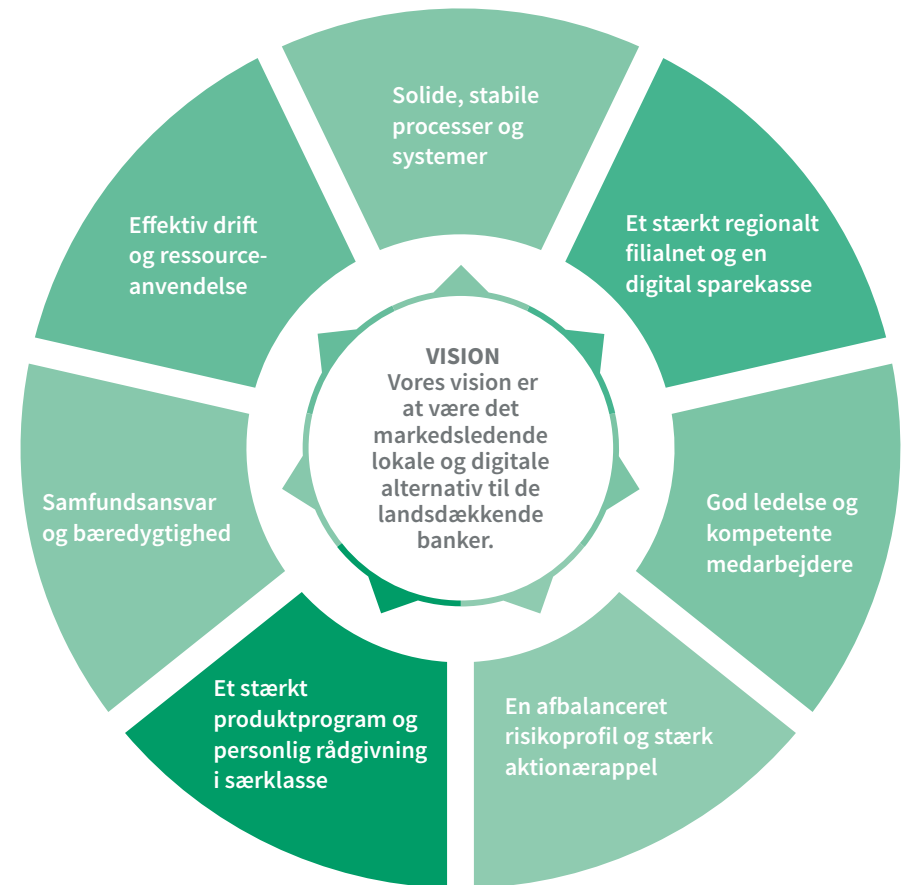 Solide, stabile
processer og
systemer
Et stærkt regionalt
filialnet og en
digital sparekasse
God ledelse og
kompetente
medarbejdere
En afbalanceret
risikoprofil og stærk
aktionærappel
Et stærkt
produktprogram og
personlig rådgivning
i særklasse
Samfundsansvar
og bæredygtighed
Effektiv drift
og ressource-
anvendelse
VISION
Vores vision er
at være det
markedsledende
lokale og digitale
alternativ til de
landsdækkende
banker.